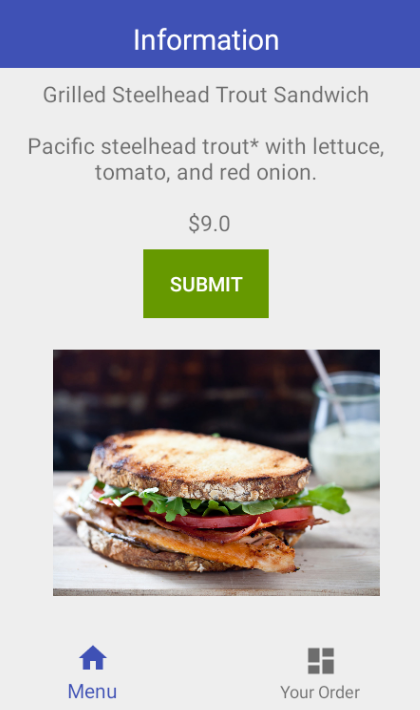 Information
Grilled Steelhead Trout Sandwich
Pacific steelhead trout* with lettuce,
tomato, and red onion.
$9.0
SUBMIT
Menu
Your Order